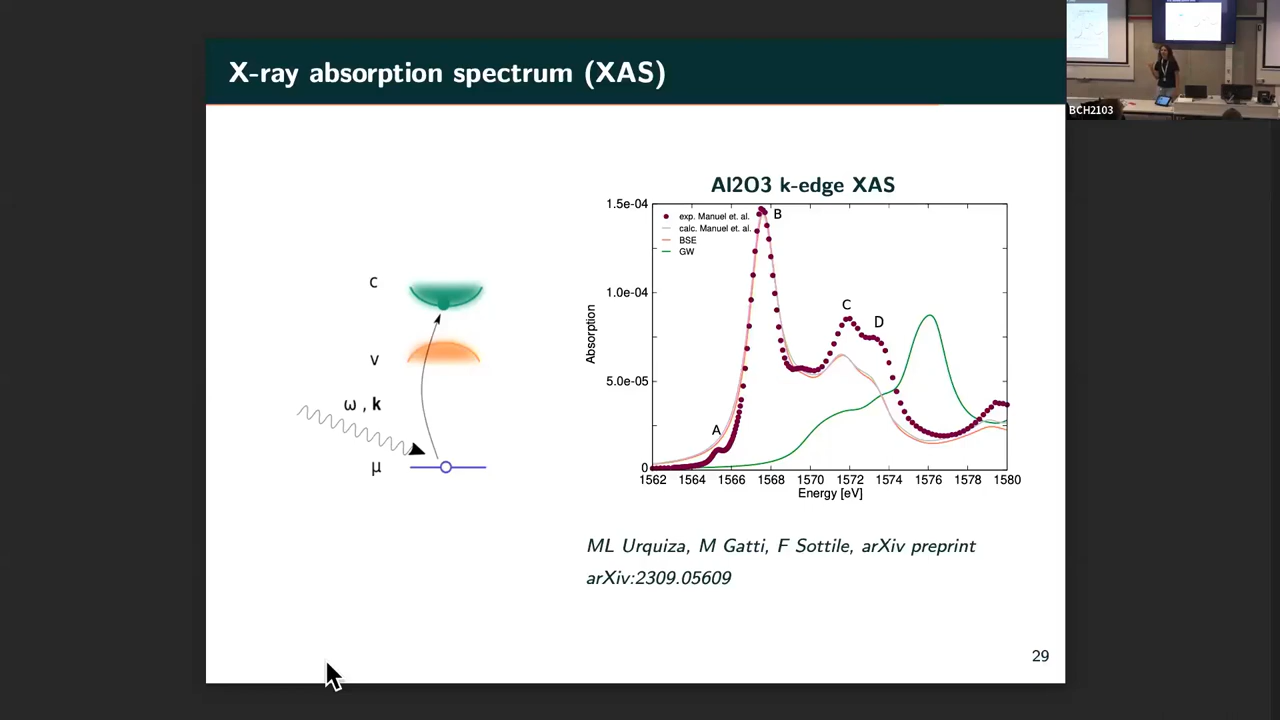 X-ray absorption spectrum (XAS)
BCH2103
c
v
ω , k
μ
Al2O3 k-edge XAS
1.5e-04
1.0e-04
5.0e-05
0
Absorption
exp. Manuel et. al.
calc. Manuel et. al.
BSE
GW
A
B
C
D
1562 1564 1566 1568 1570 1572 1574 1576 1578 1580
Energy [eV]
ML Urquiza, M Gatti, F Sottile, arXiv preprint
arXiv:2309.05609
29